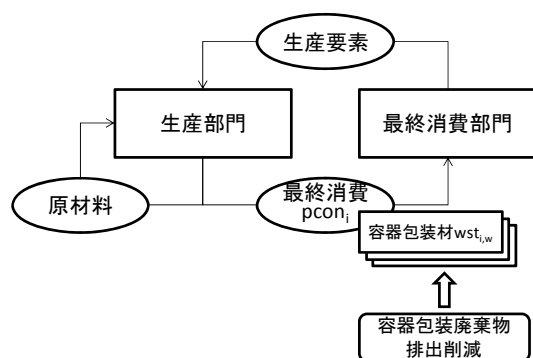 生産要素
生産部門
最終消費部門
原材料
最終消費
pconᵢ
容器包装材wstᵢ,w
容器包装廃棄物
排出削減